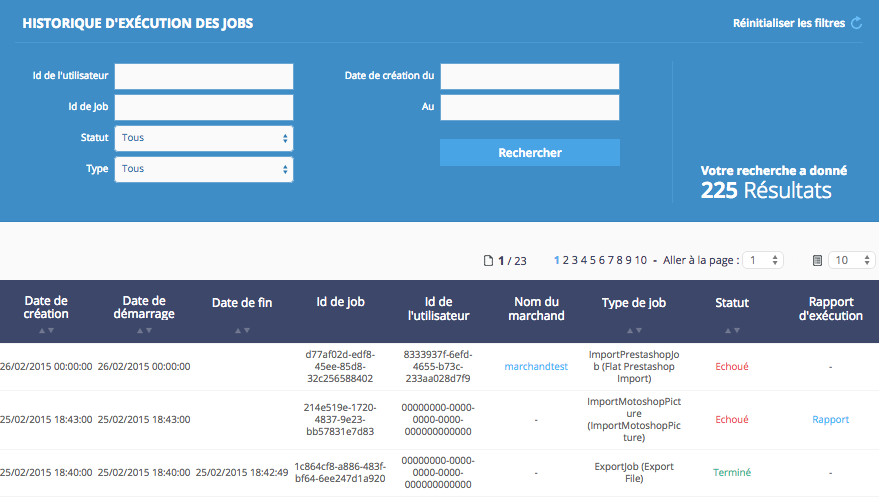 HISTORIQUE D'EXÉCUTION DES JOBS
Réinitialiser les filtres
Id de l'utilisateur
Date de création du
Id de Job
Au
Statut
Tous
Rechercher
Type
Tous
Votre recherche a donné
225 Résultats
1 / 23
1 2 3 4 5 6 7 8 9 10 - Aller à la page :
1
10
Date de
création
Date de
démarrage
Date de fin
Id de job
Id de
l'utilisateur
Nom du
marchand
Type de job
Statut
Rapport
d'exécution
26/02/2015 00:00:00
26/02/2015 00:00:00
d77af02d-edf8-
45ee-85d8-
32c256588402
8333937f-6efd-
4655-b73c-
233aa028d7f9
marchandtest
ImportPrestashopJo
b (Flat Prestashop
Import)
Echoué
-
25/02/2015 18:43:00
25/02/2015 18:43:00
214e519e-1720-
4837-9e23-
bb57831e7d83
00000000-0000-
0000-0000-
000000000000
-
ImportMotoshopPict
ure
(ImportMotoshopPic
ture)
Echoué
Rapport
25/02/2015 18:40:00
25/02/2015 18:40:00
25/02/2015 18:42:49
1c864cf8-a886-483f-
bf64-6ee247d1a920
00000000-0000-
0000-0000-
000000000000
-
ExportJob (Export
File)
Terminé
-